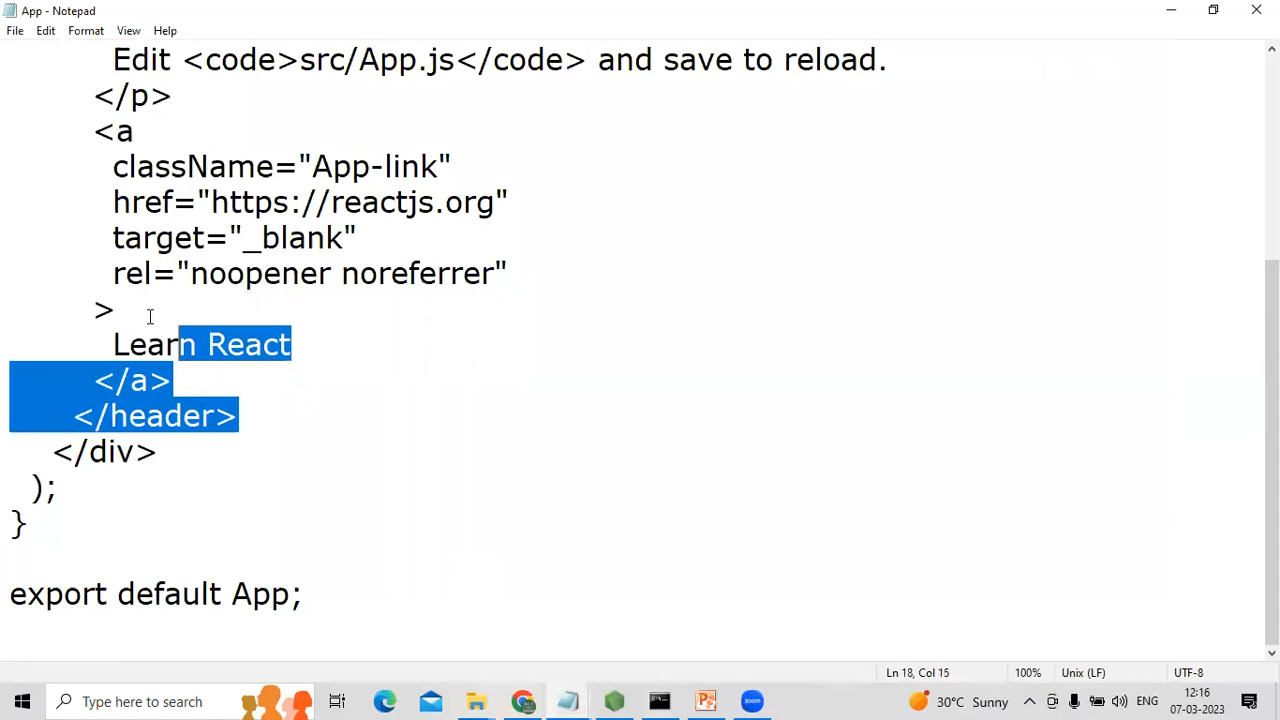 App - Notepad
File Edit Format View Help
Edit <code>src/App.js</code> and save to reload.
</p>
<a
className="App-link"
href="https://reactjs.org"
target="_blank"
rel="noopener noreferrer"
>
Learn React
</a>
</header>
</div>
);
}
export default App;
Ln 18, Col 15 100% Unix (LF) UTF-8
Type here to search
zoom
30°C Sunny
ENG
12:16
07-03-2023